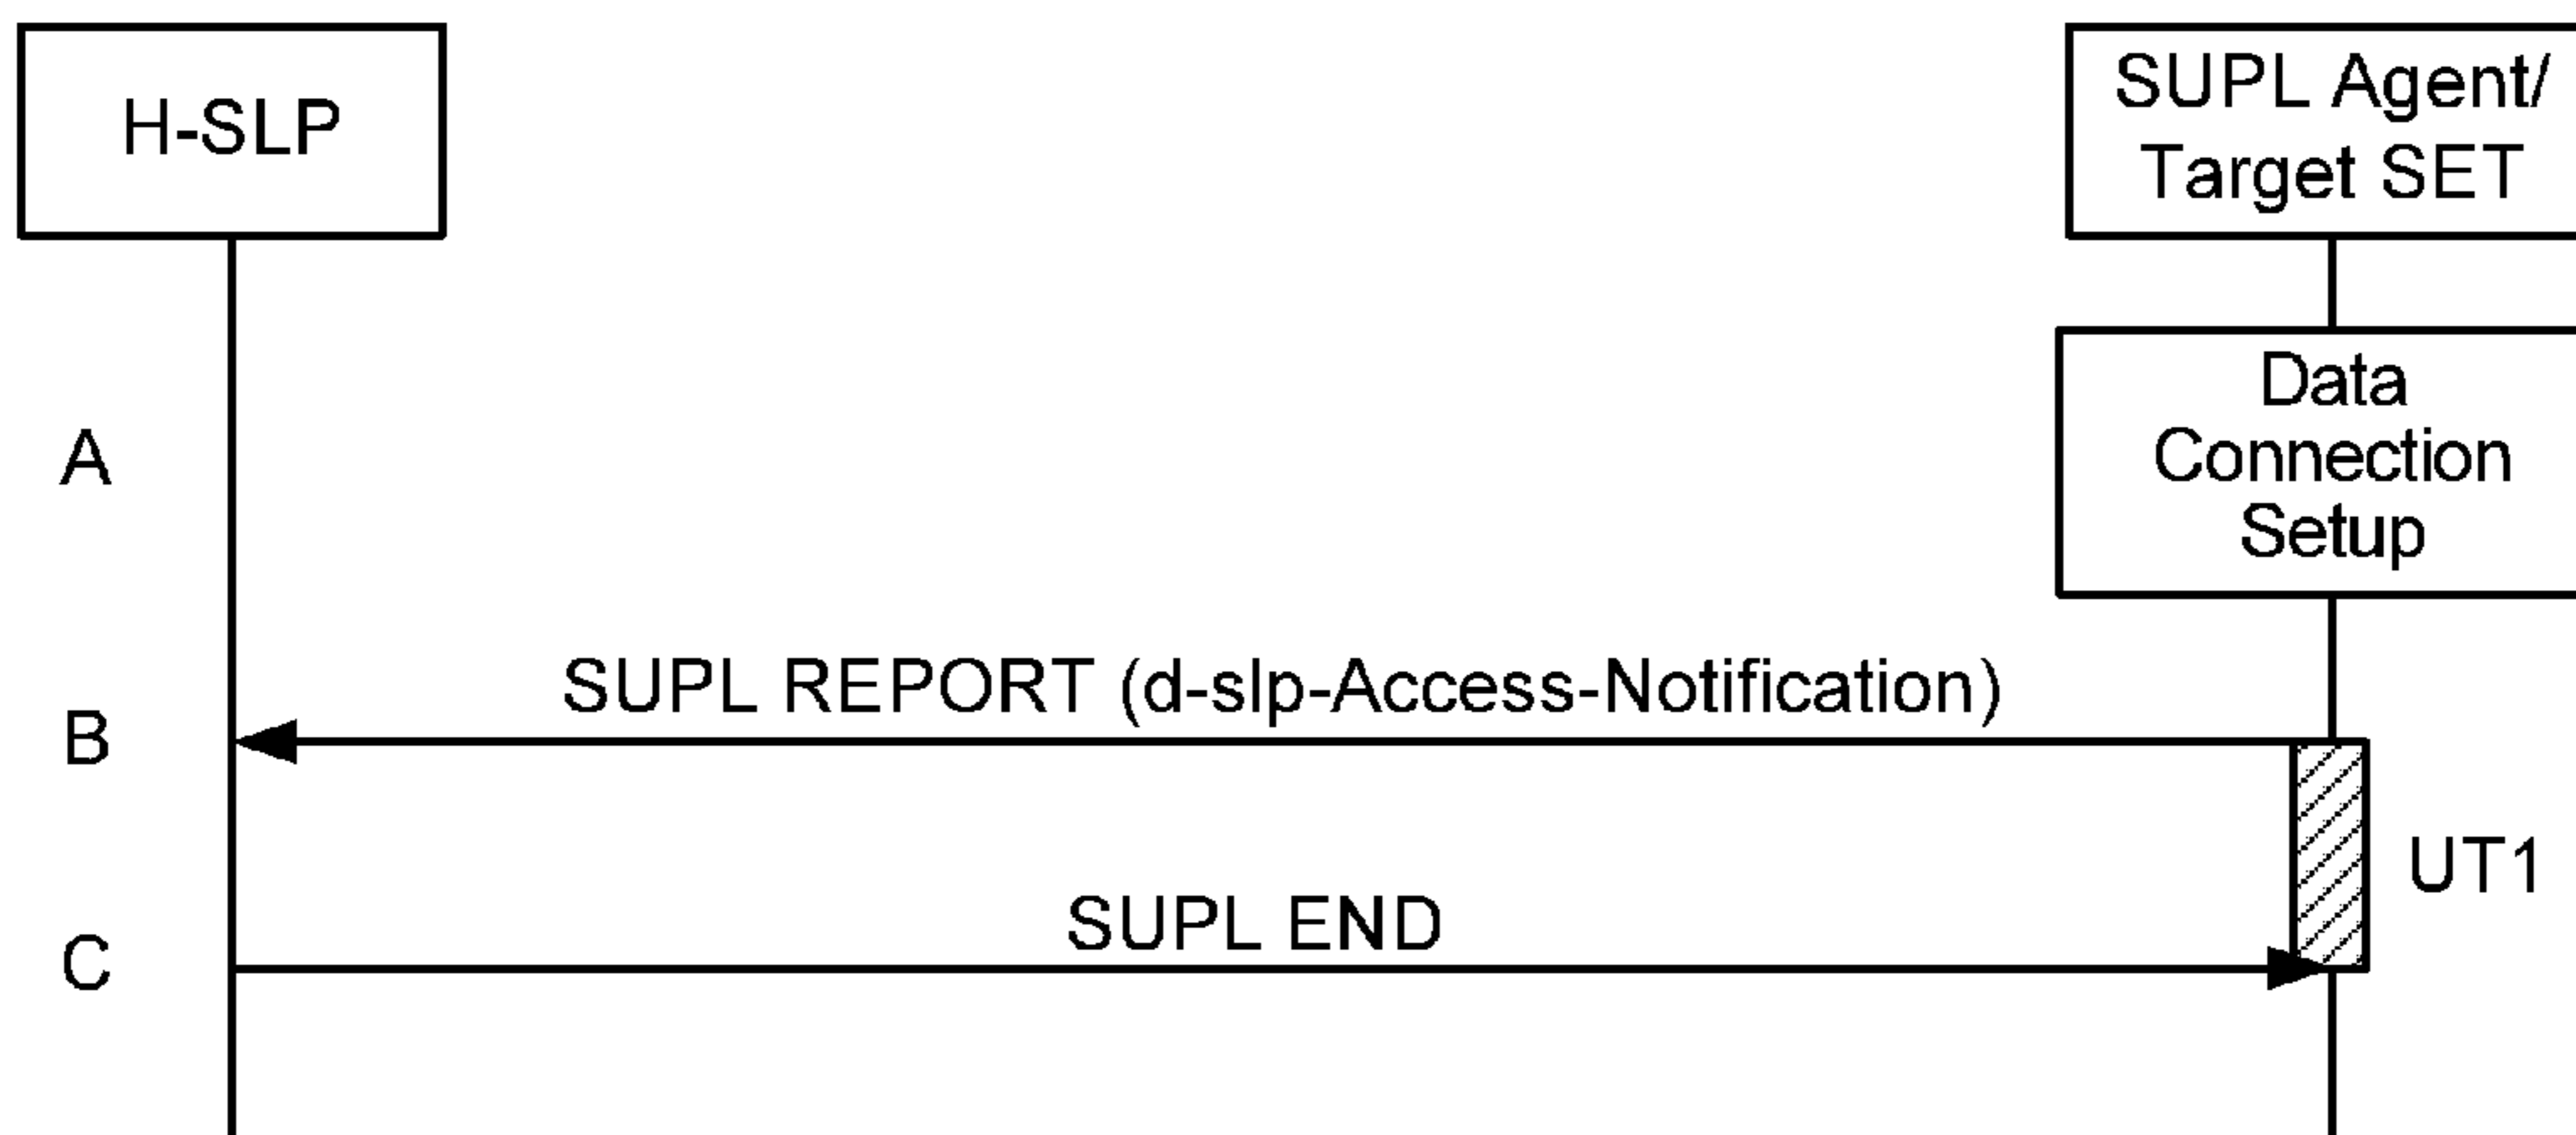 H-SLP
SUPL Agent/
Target SET
Data
Connection
Setup
A
SUPL REPORT (d-slp-Access-Notification)
B
UT1
SUPL END
C